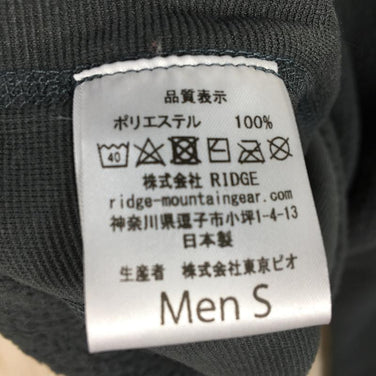 品質表示
ポリエステル 100%
40
株式会社 RIDGE
ridge-mountaingear.com
神奈川県逗子市小坪1-4-13
日本製
生産者 株式会社東京ピオ
Men S